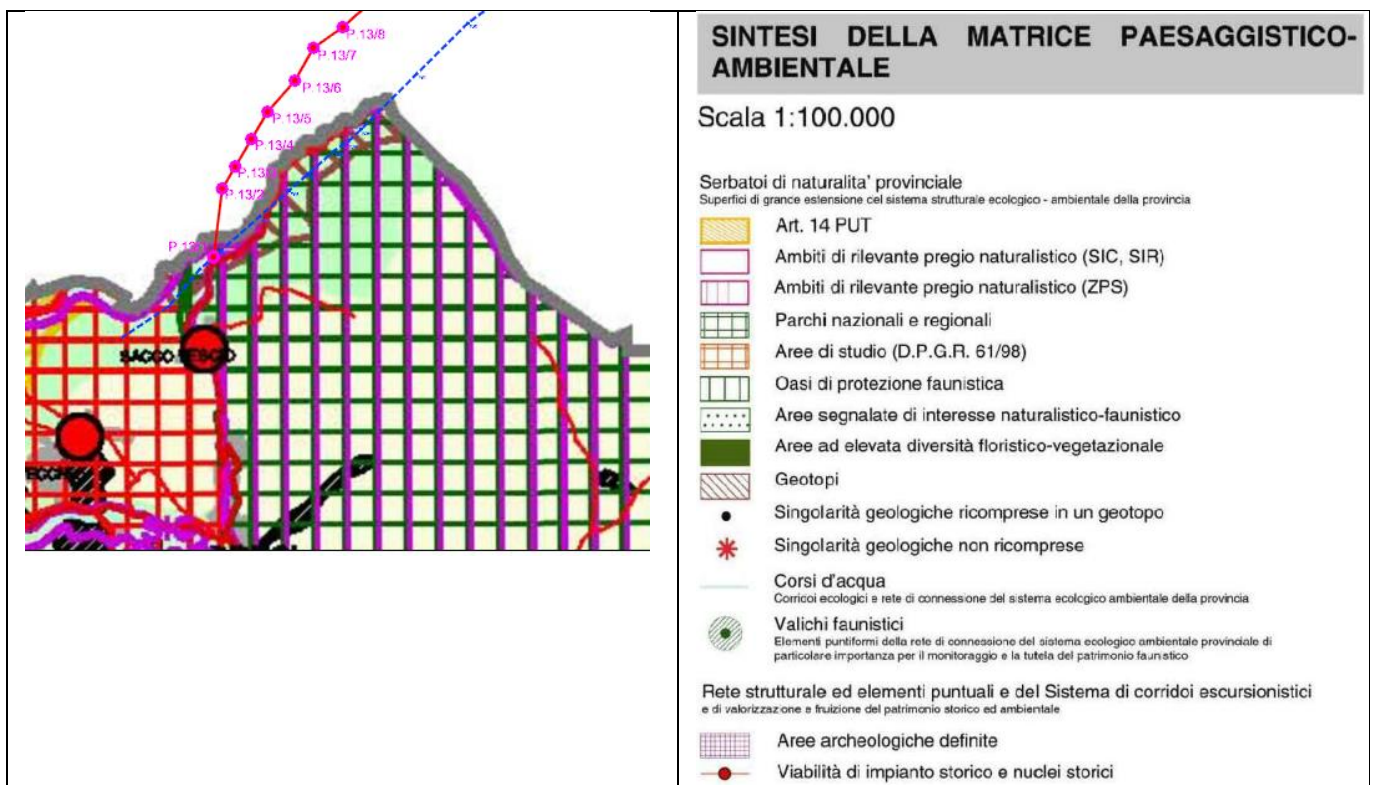 P.13/8
P.13/7
P.13/6
P.13/5
P.13/4
P.13/2
SINTESI DELLA MATRICE PAESAGGISTICO-
AMBIENTALE
Scala 1:100.000
Serbatoi di naturalita' provinciale
Superfici di grance estensione cel sistema strutturale ecologico - ambientale della provincia
Art. 14 PUT
Ambiti di rilevante pregio naturalistico (SIC, SIR)
Ambiti di rilevante pregio naturalistico (ZPS)
Parchi nazionali e regionali
Aree di studio (D.P.G.R. 61/98)
Oasi di protezione faunistica
Aree segnalate di interesse naturalistico-faunistico
Aree ad elevata diversità floristico-vegetazionale
Geotopi
Singolarità geologiche ricomprese in un geotopo
Singolarità geologiche non ricomprese
Corsi d'acqua
Corridoi ecologici e rete di connessione del sistema ecologico ambientale della provincia
Valichi faunistici
Elementi puntiformi della rete di connessione del sistema ecologico ambientale provinciale di
particolare importanza per il monitoraggio e la tutela del patrimonio faunistico
Rete strutturale ed elementi puntuali e del Sistema di corridoi escursionistici
e di valorizzazione e fruizione del patrimonio storico ed ambientale
Aree archeologiche definite
Viabilità di impianto storico e nuclei storici